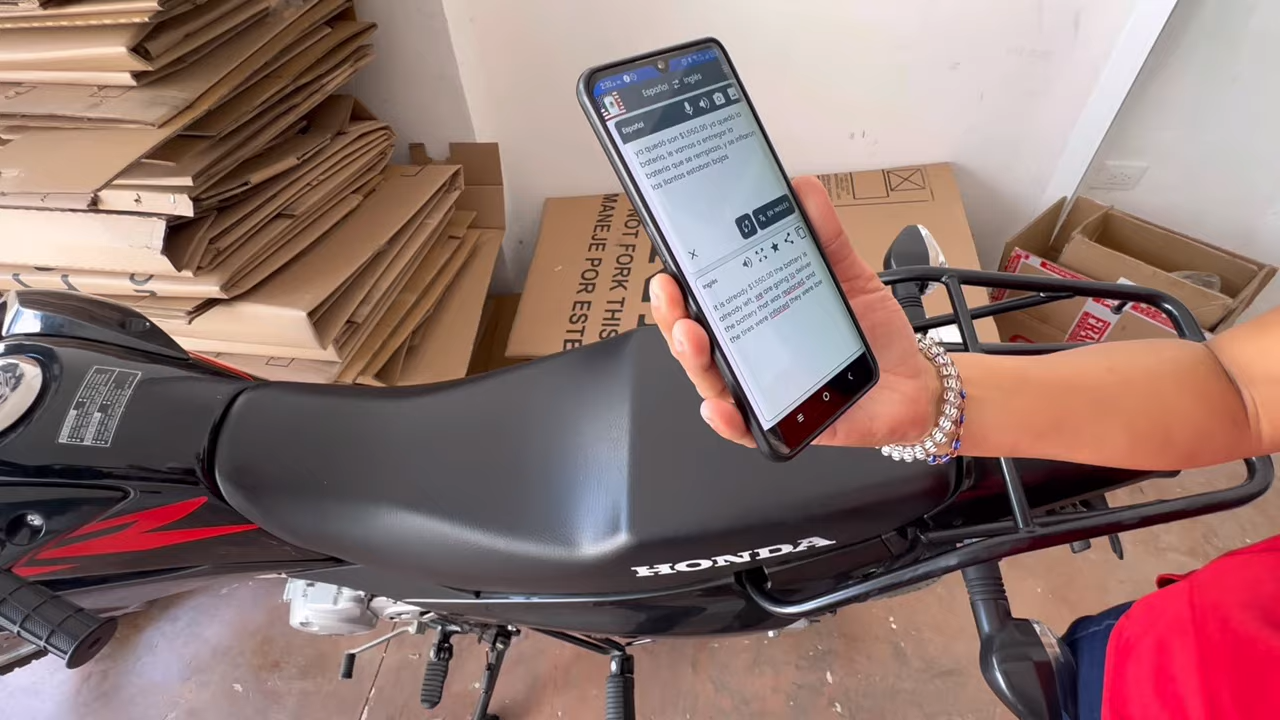 Español
Inglés
Español
ya quedó son $1,550.00 ya quedó la
batería, le vamos a entregar la
batería que se remplazo, y se inflaron
las llantas estaban bajas
EN INGLÉS
Inglés
It is already $1,550.00 the battery is
already left, we are going to deliver
the battery that was replaced and
the tires were inflated they were low
NOT FORK THIS
MANEJE POR ESTE
HONDA